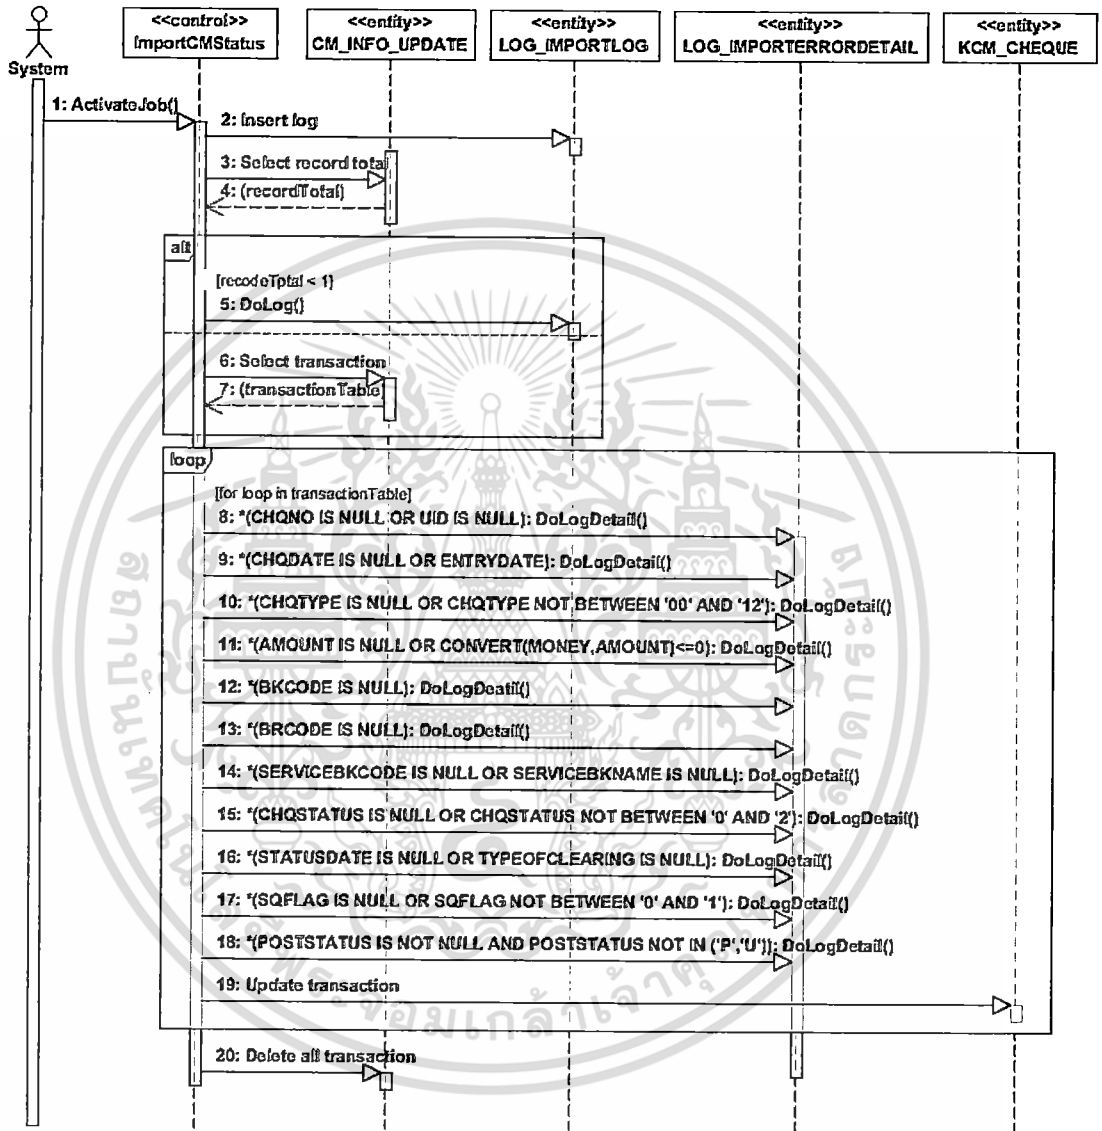 <<control>>
ImportCMStatus
<<entity>>
CM_INFO_UPDATE
<<entity>>
LOG_IMPORTLOG
<<entity>>
LOG_IMPORTERRORDETAIL
<<entity>>
KCM_CHEQUE
System
1: ActivateJob()
2: Insert log
3: Select record total
4: (recordTotal)
alt
[recodeTotal < 1]
5: DoLog()
6: Select transaction
7: (transactionTable)
loop
[for loop in transactionTable]
8: *(CHQNO IS NULL OR UID IS NULL): DoLogDetail()
9: *(CHQDATE IS NULL OR ENTRYDATE): DoLogDetail()
10: *(CHQTYPE IS NULL OR CHQTYPE NOT BETWEEN '00' AND '12'): DoLogDetail()
11: *(AMOUNT IS NULL OR CONVERT(MONEY,AMOUNT)<=0): DoLogDetail()
12: *(BKCODE IS NULL): DoLogDeatil()
13: *(BRCODE IS NULL): DoLogDetail()
14: *(SERVICEBKCODE IS NULL OR SERVICEBKNAME IS NULL): DoLogDetail()
15: *(CHQSTATUS IS NULL OR CHQSTATUS NOT BETWEEN '0' AND '2'): DoLogDetail()
16: *(STATUSDATE IS NULL OR TYPEOFCLEARING IS NULL): DoLogDetail()
17: *(SQFLAG IS NULL OR SQFLAG NOT BETWEEN '0' AND '1'): DoLogDetail()
18: *(POSTSTATUS IS NOT NULL AND POSTSTATUS NOT IN ('P','U')): DoLogDetail()
19: Update transaction
20: Delete all transaction